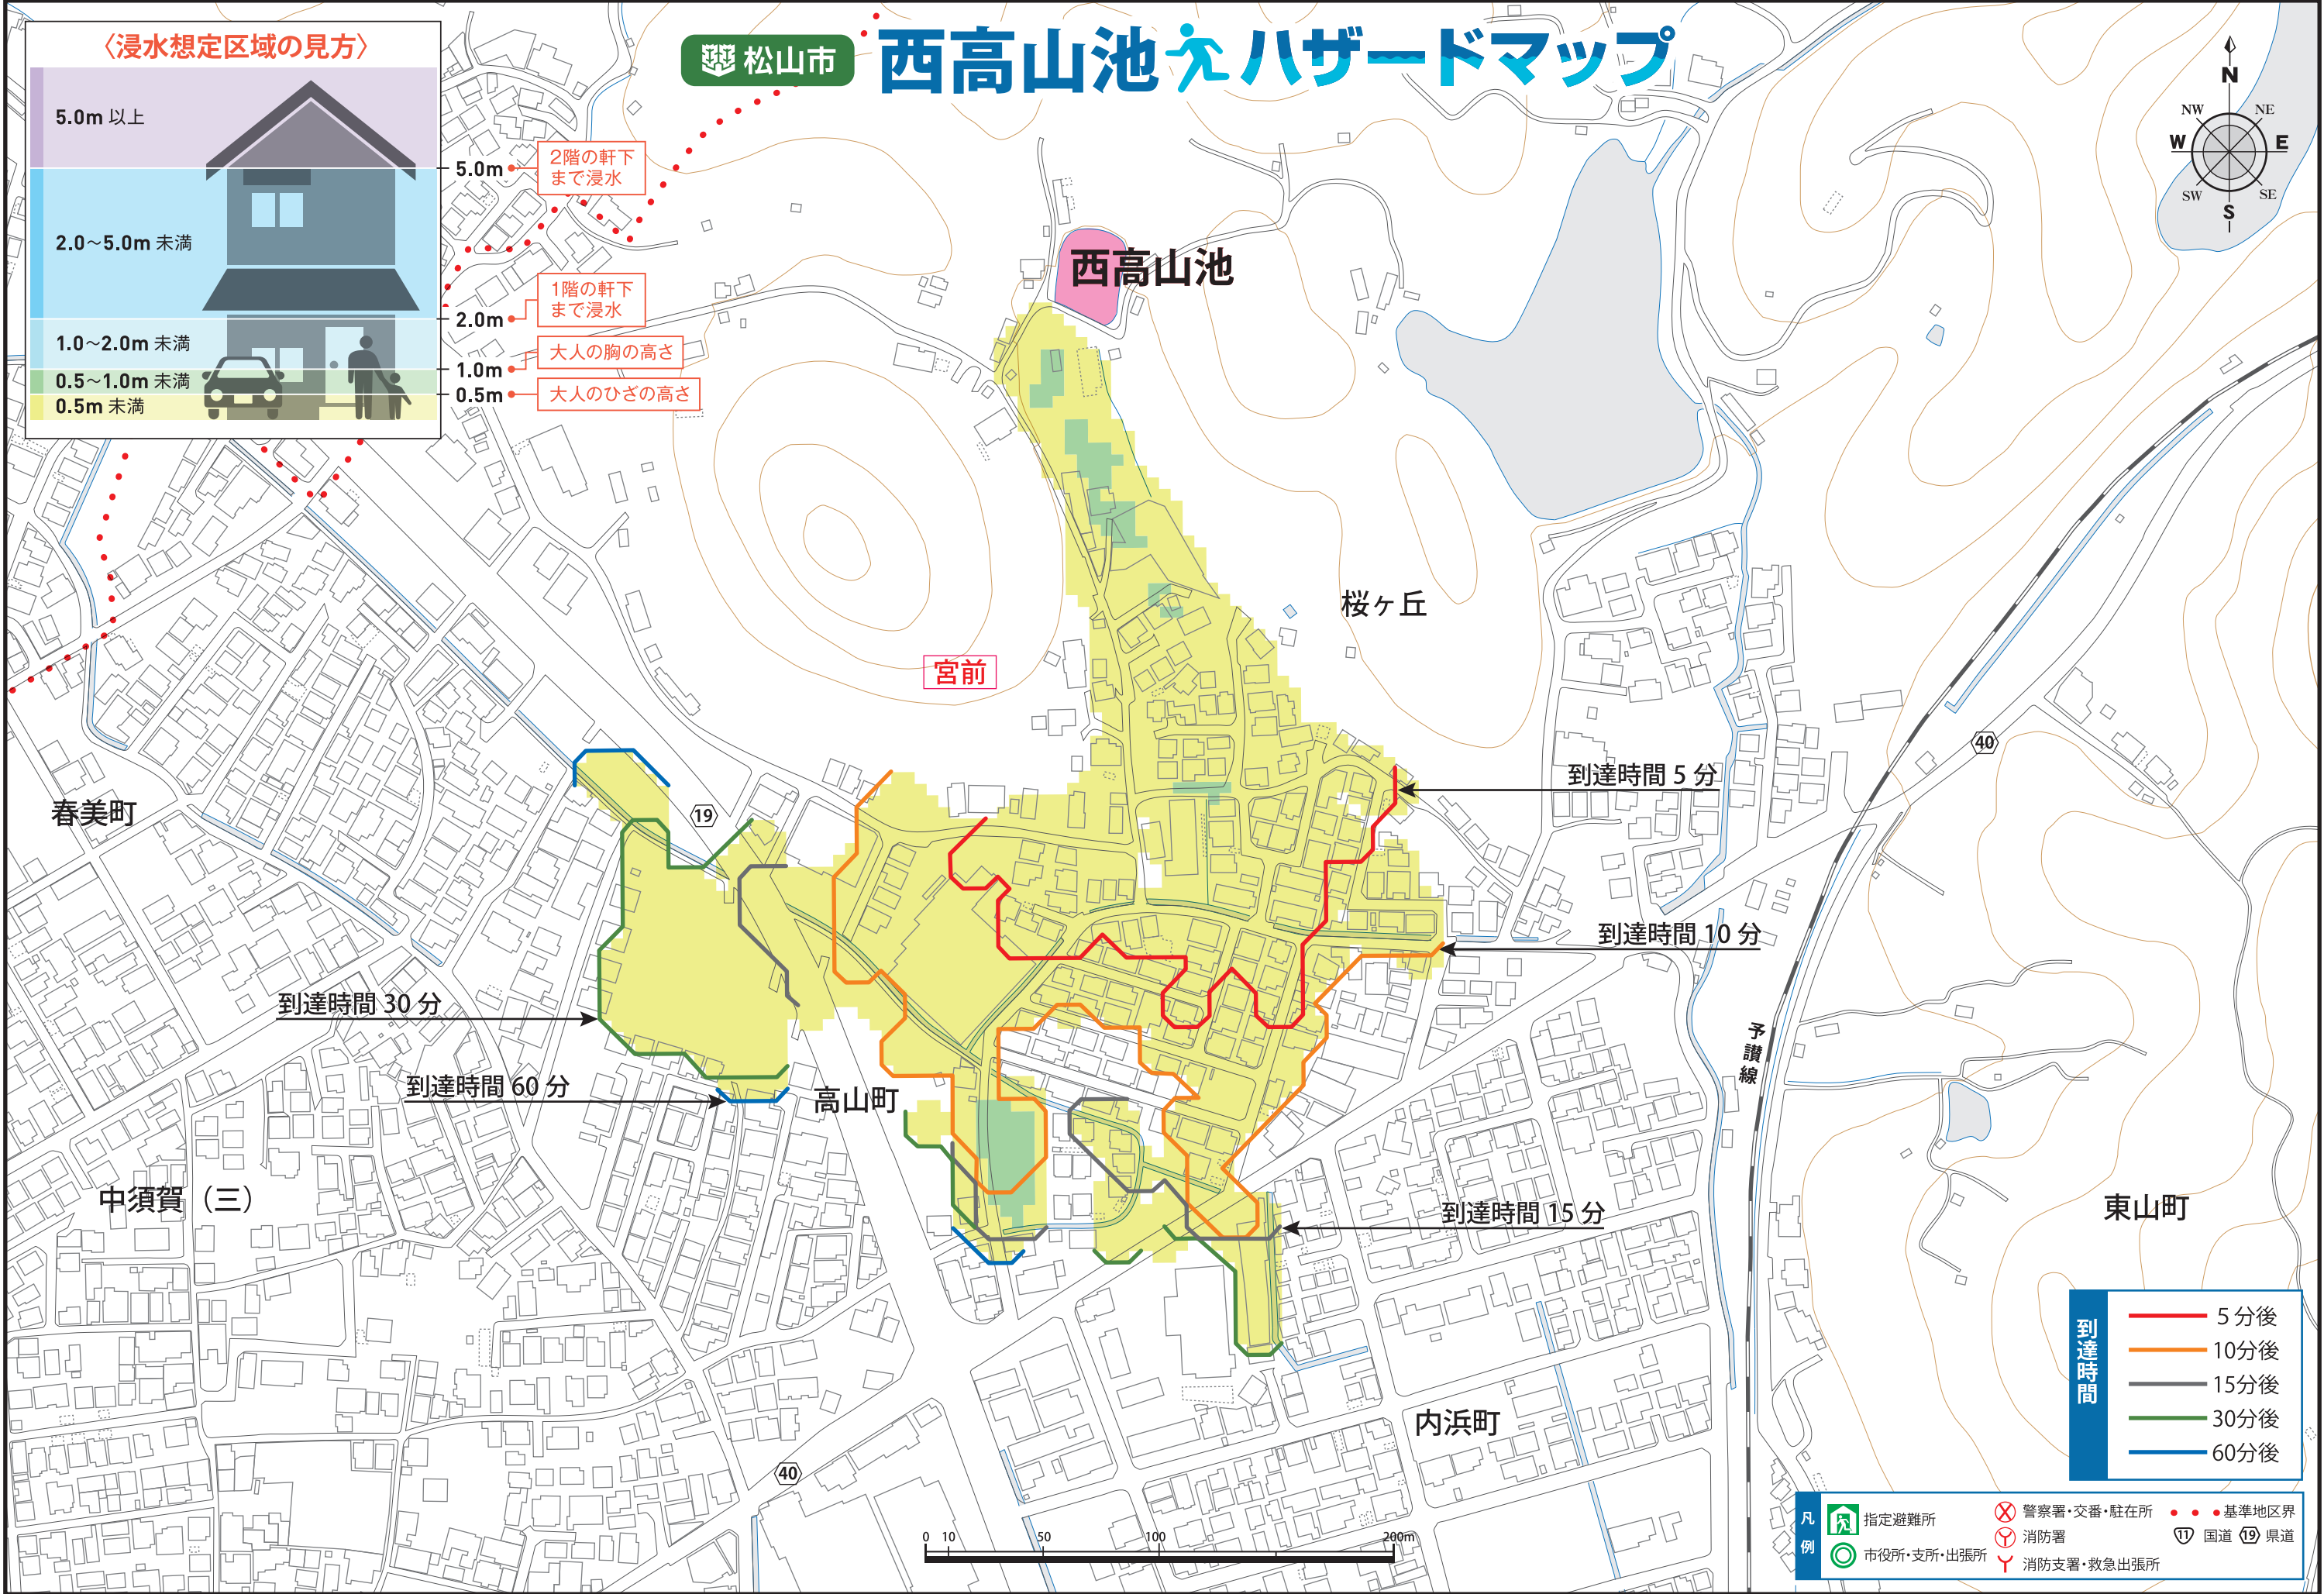 〈浸水想定区域の見方〉
5.0m 以上
2.0～5.0m 未満
1.0～2.0m 未満
0.5～1.0m 未満
0.5m 未満
5.0m
2階の軒下
まで浸水
2.0m
1階の軒下
まで浸水
1.0m
大人の胸の高さ
0.5m
大人のひざの高さ
松山市
西高山池 ハザードマップ
N
NE
E
SE
S
SW
W
NW
西高山池
桜ヶ丘
宮前
春美町
19
40
到達時間 5 分
到達時間 10 分
到達時間 30 分
到達時間 60 分
高山町
予讃線
中須賀（三）
到達時間 15 分
東山町
内浜町
40
到達時間
5 分後
10分後
15分後
30分後
60分後
0 10 50 100 200m
凡例
指定避難所
市役所・支所・出張所
警察署・交番・駐在所
消防署
消防支署・救急出張所
基準地区界
11 国道 19 県道